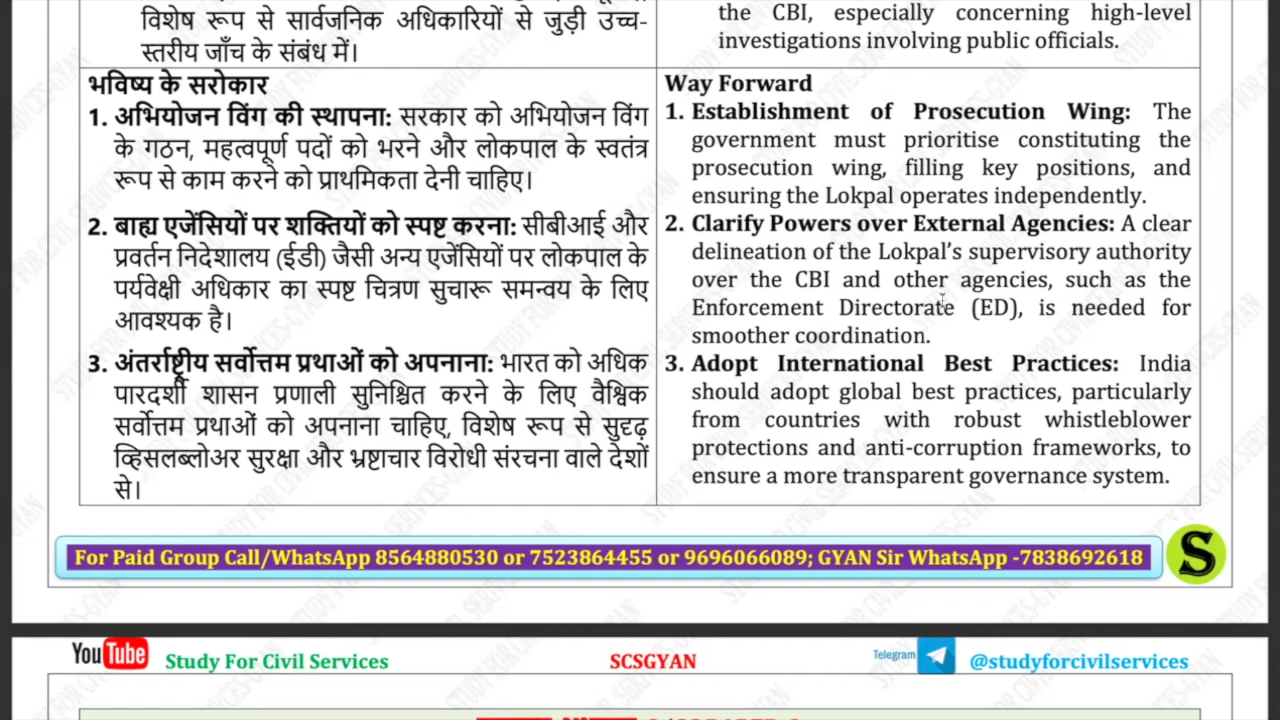 विशेष रूप से सार्वजनिक अधिकारियों से जुड़ी उच्च-
स्तरीय जाँच के संबंध में।
the CBI, especially concerning high-level
investigations involving public officials.
भविष्य के सरोकार
1. अभियोजन विंग की स्थापना: सरकार को अभियोजन विंग
के गठन, महत्वपूर्ण पदों को भरने और लोकपाल के स्वतंत्र
रूप से काम करने को प्राथमिकता देनी चाहिए।
2. बाह्य एजेंसियों पर शक्तियों को स्पष्ट करना: सीबीआई और
प्रवर्तन निदेशालय (ईडी) जैसी अन्य एजेंसियों पर लोकपाल के
पर्यवेक्षी अधिकार का स्पष्ट चित्रण सुचारू समन्वय के लिए
आवश्यक है।
3. अंतर्राष्ट्रीय सर्वोत्तम प्रथाओं को अपनाना: भारत को अधिक
पारदर्शी शासन प्रणाली सुनिश्चित करने के लिए वैश्विक
सर्वोत्तम प्रथाओं को अपनाना चाहिए, विशेष रूप से सुदृढ़
व्हिसलब्लोअर सुरक्षा और भ्रष्टाचार विरोधी संरचना वाले देशों
से।
Way Forward
1. Establishment of Prosecution Wing: The
government must prioritise constituting the
prosecution wing, filling key positions, and
ensuring the Lokpal operates independently.
2. Clarify Powers over External Agencies: A clear
delineation of the Lokpal’s supervisory authority
over the CBI and other agencies, such as the
Enforcement Directorate (ED), is needed for
smoother coordination.
3. Adopt International Best Practices: India
should adopt global best practices, particularly
from countries with robust whistleblower
protections and anti-corruption frameworks, to
ensure a more transparent governance system.
For Paid Group Call/WhatsApp 8564880530 or 7523864455 or 9696066089; GYAN Sir WhatsApp -7838692618
S
YouTube Study For Civil Services
SCSGYAN
Telegram @studyforcivilservices